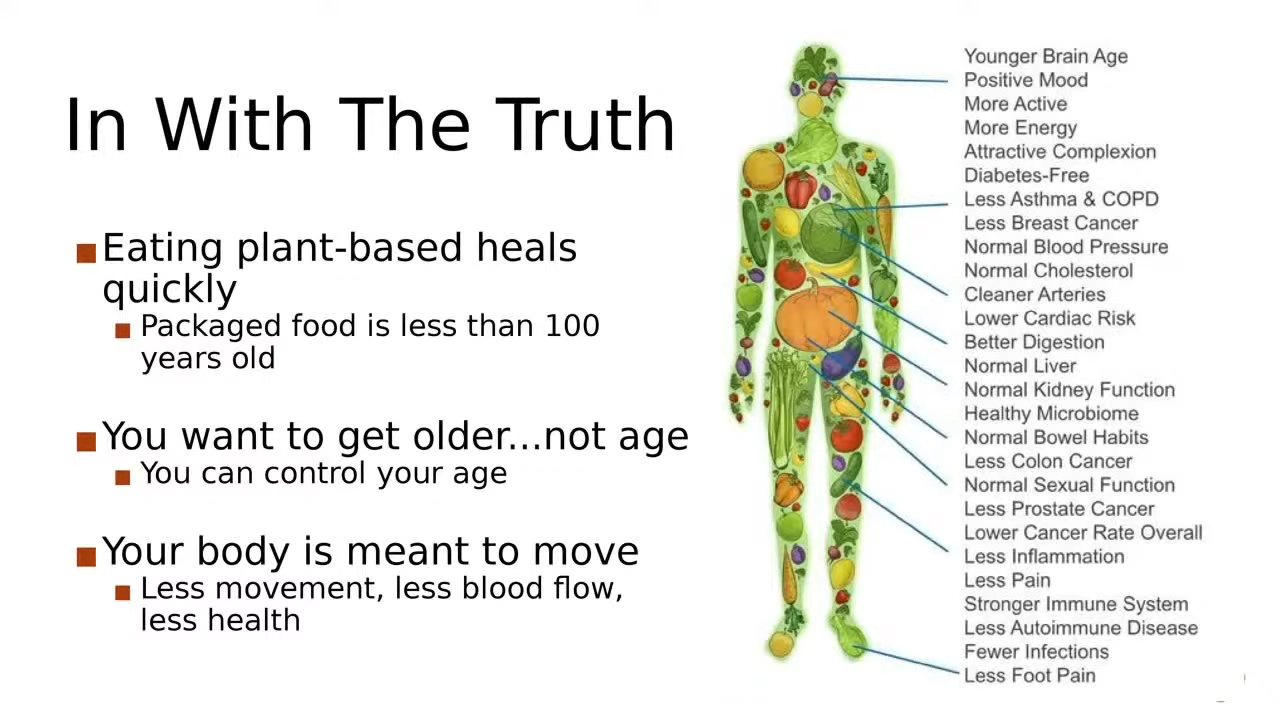 In With The Truth
■Eating plant-based heals
quickly
■ Packaged food is less than 100
years old
■You want to get older...not age
■ You can control your age
■Your body is meant to move
■ Less movement, less blood flow,
less health
Younger Brain Age
Positive Mood
More Active
More Energy
Attractive Complexion
Diabetes-Free
Less Asthma & COPD
Less Breast Cancer
Normal Blood Pressure
Normal Cholesterol
Cleaner Arteries
Lower Cardiac Risk
Better Digestion
Normal Liver
Normal Kidney Function
Healthy Microbiome
Normal Bowel Habits
Less Colon Cancer
Normal Sexual Function
Less Prostate Cancer
Lower Cancer Rate Overall
Less Inflammation
Less Pain
Stronger Immune System
Less Autoimmune Disease
Fewer Infections
Less Foot Pain